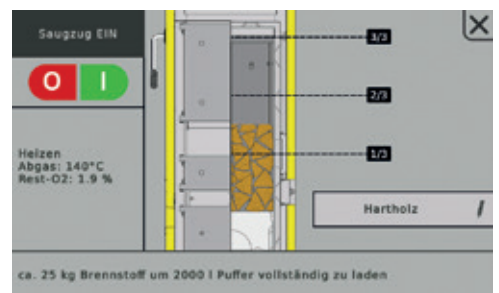 Saugzug EIN
O I
Heizen
Abgas: 140°C
Rest-O2: 1.9 %
3/3
2/3
1/3
Hartholz
ca. 25 kg Brennstoff um 2000 l Puffer vollständig zu laden